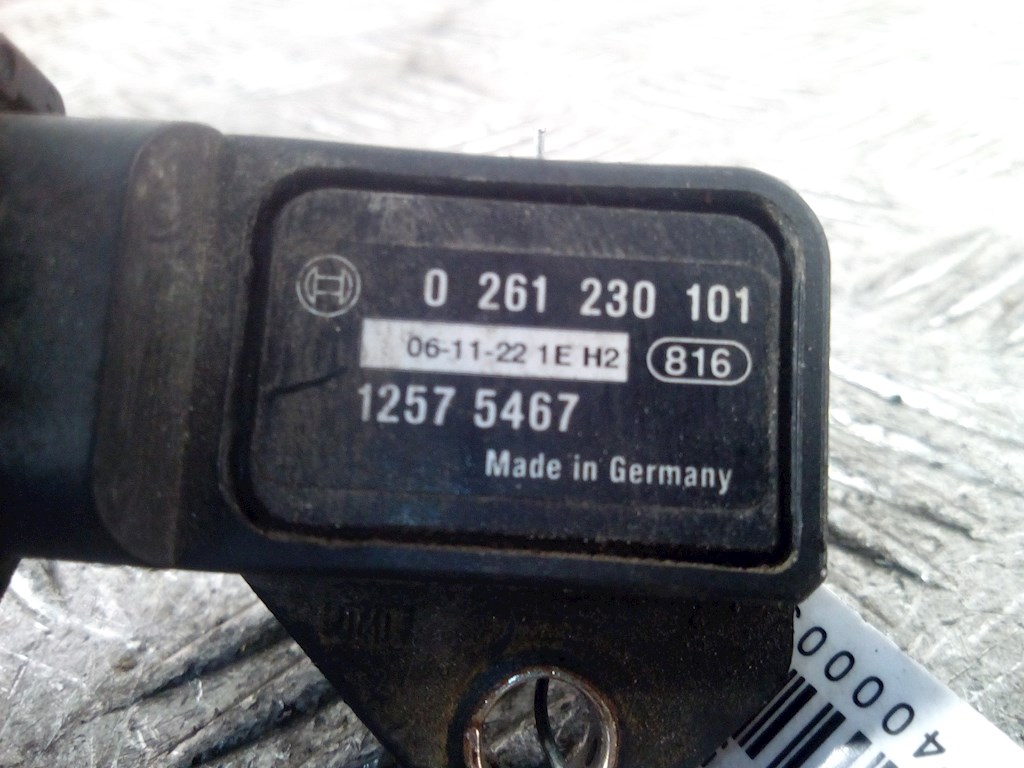 0 261 230 101
06-11-22 1E H2 816
1257 5467
Made in Germany